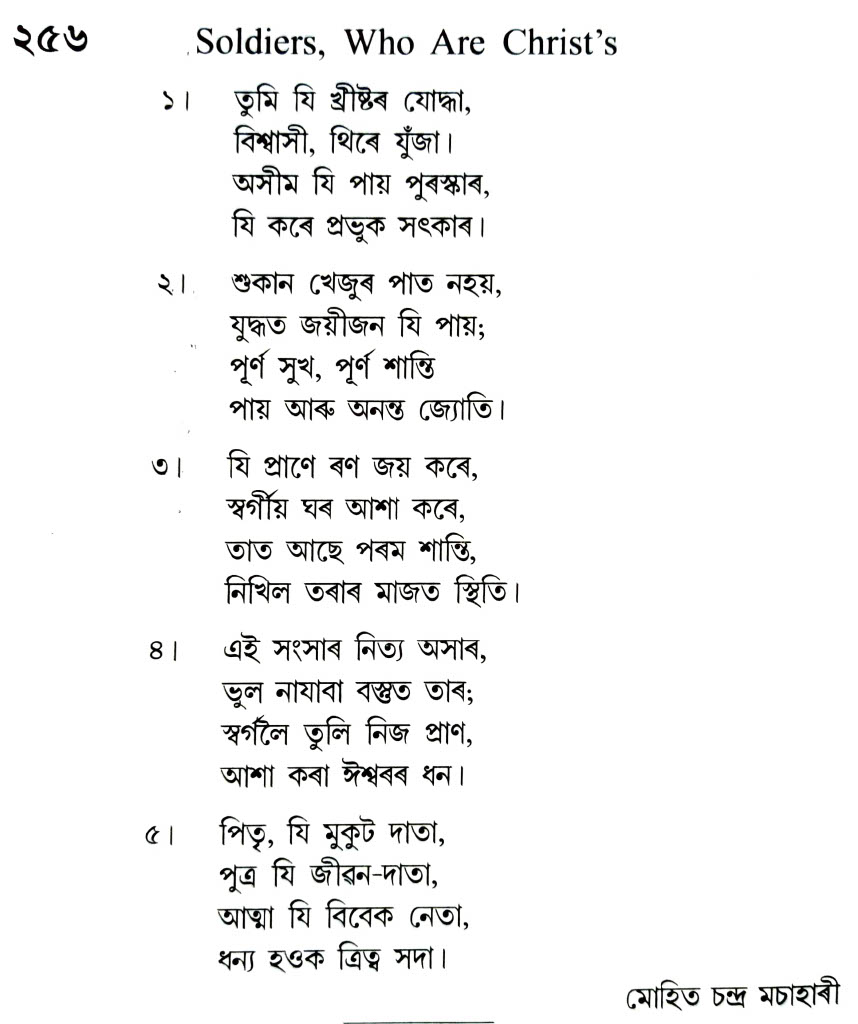 ২৫৬ Soldiers, Who Are Christ's
১। তুমি যি খ্ৰীষ্টৰ যোদ্ধা,
বিশ্বাসী, থিৰে যুঁজা।
অসীম যি পায় পুৰস্কাৰ,
যি কৰে প্ৰভুক সৎকাৰ।
২। শুকান খেজুৰ পাত নহয়,
যুদ্ধত জয়ীজন যি পায়;
পূৰ্ণ সুখ, পূৰ্ণ শান্তি
পায় আৰু অনন্ত জ্যোতি।
৩। যি প্ৰাণে ৰণ জয় কৰে,
স্বৰ্গীয় ঘৰ আশা কৰে,
তাত আছে পৰম শান্তি,
নিখিল তৰাৰ মাজত স্থিতি।
৪। এই সংসাৰ নিত্য অসাৰ,
ভুল নাযাবা বস্তুত তাৰ;
স্বৰ্গলৈ তুলি নিজ প্ৰাণ,
আশা কৰা ঈশ্বৰৰ ধন।
৫। পিতৃ, যি মুকুট দাতা,
পুত্ৰ যি জীৱন-দাতা,
আত্মা যি বিবেক নেতা,
ধন্য হওক ত্ৰিত্ব সদা।
মোহিত চন্দ্ৰ মচাহাৰী